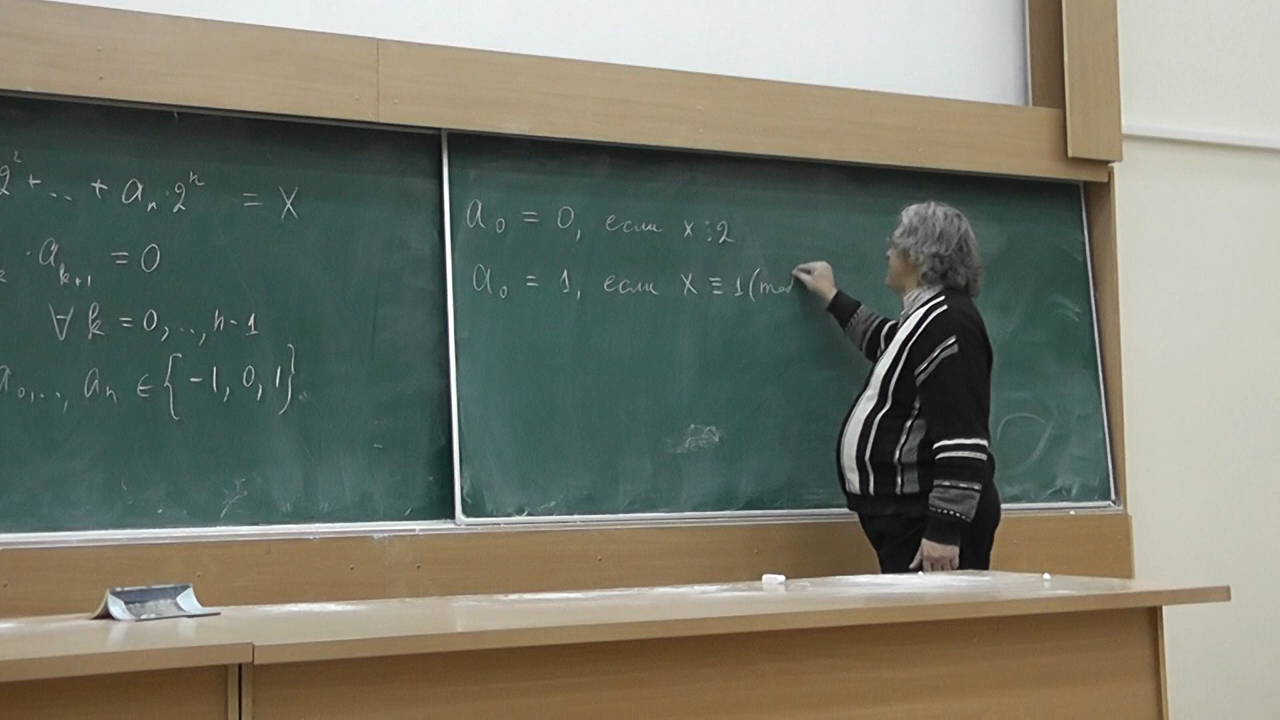 2² + .. + aₙ·2ⁿ = X
ₖ·aₖ₊₁ = 0
∀ k = 0, .., n-1
a₀,.., aₙ ∈ {-1, 0, 1}
a₀ = 0, если x ⋮ 2
a₀ = 1, если x ≡ 1 (mod